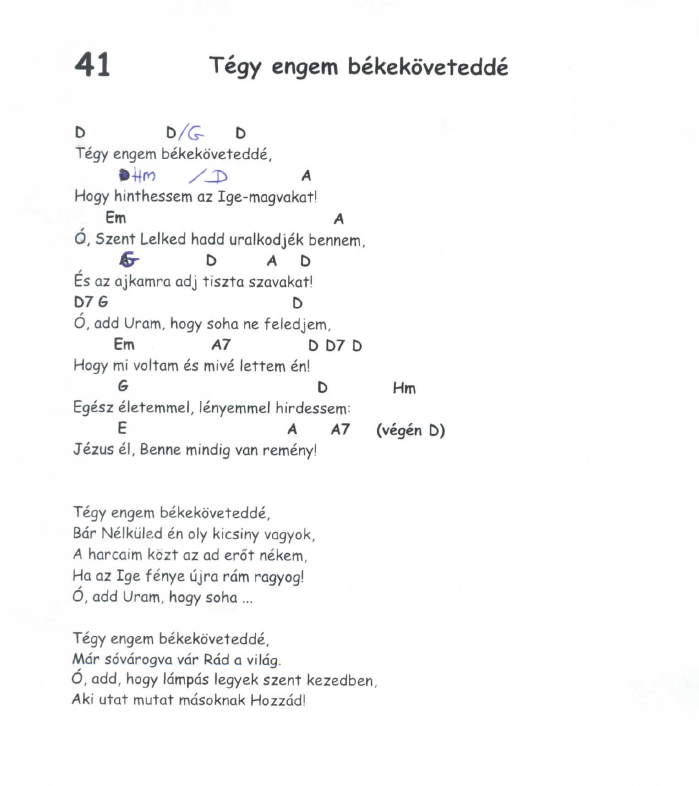 41 Tégy engem békeköveteddé
D D/G D
Tégy engem békeköveteddé,
Hm /D A
Hogy hinthessem az Ige-magvakat!
Em A
Ó, Szent Lelked hadd uralkodjék bennem,
G D A D
És az ajkamra adj tiszta szavakat!
D7 G D
Ó, add Uram, hogy soha ne feledjem,
Em A7 D D7 D
Hogy mi voltam és mivé lettem én!
G D Hm
Egész életemmel, lényemmel hirdessem:
E A A7 (végén D)
Jézus él, Benne mindig van remény!
Tégy engem békeköveteddé,
Bár Nélküled én oly kicsiny vagyok,
A harcaim közt az ad erőt nékem,
Ha az Ige fénye újra rám ragyog!
Ó, add Uram, hogy soha ...
Tégy engem békeköveteddé,
Már sóvárogva vár Rád a világ.
Ó, add, hogy lámpás legyek szent kezedben,
Aki utat mutat másoknak Hozzád!